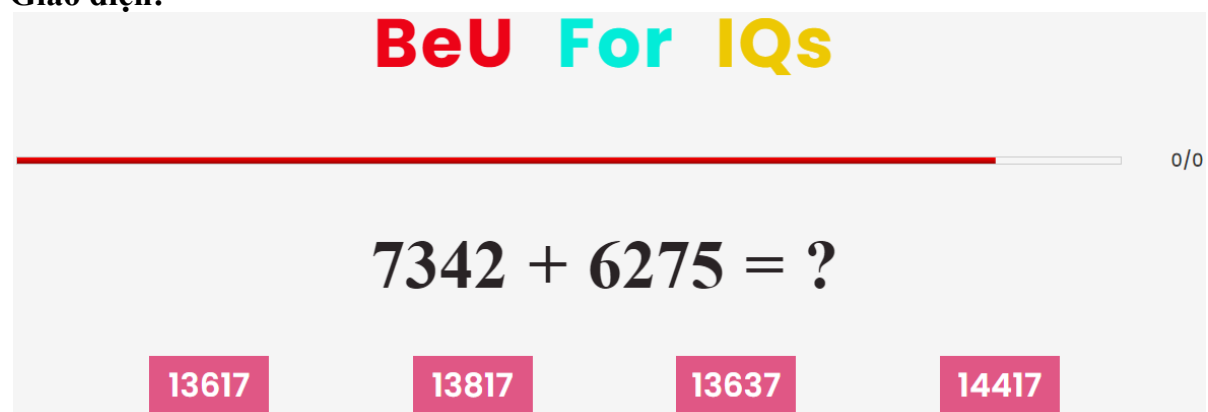 Giao diện:
BeU For IQs
0/0
7342 + 6275 = ?
13617 13817 13637 14417